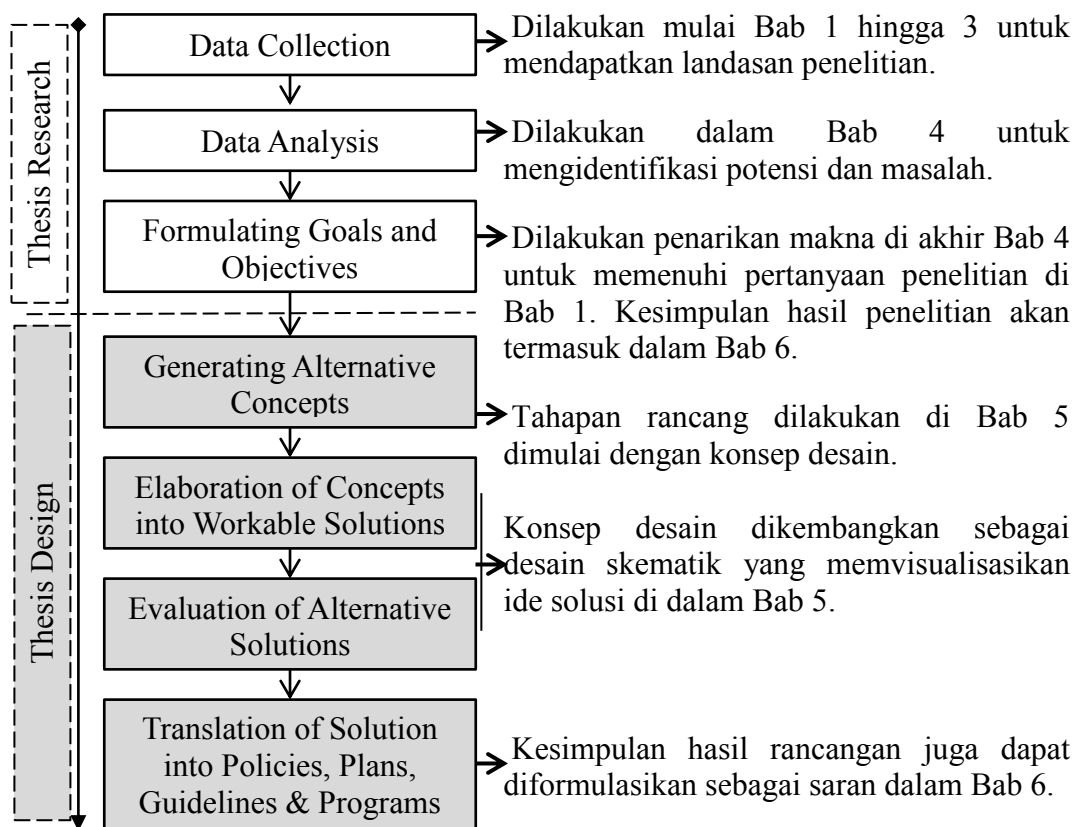 Thesis Research
Data Collection
Dilakukan mulai Bab 1 hingga 3 untuk
mendapatkan landasan penelitian.
Data Analysis
Dilakukan dalam Bab 4 untuk
mengidentifikasi potensi dan masalah.
Formulating Goals and
Objectives
Dilakukan penarikan makna di akhir Bab 4
untuk memenuhi pertanyaan penelitian di
Bab 1. Kesimpulan hasil penelitian akan
termasuk dalam Bab 6.
Thesis Design
Generating Alternative
Concepts
Tahapan rancang dilakukan di Bab 5
dimulai dengan konsep desain.
Elaboration of Concepts
into Workable Solutions
Evaluation of Alternative
Solutions
Konsep desain dikembangkan sebagai
desain skematik yang memvisualisasikan
ide solusi di dalam Bab 5.
Translation of Solution
into Policies, Plans,
Guidelines & Programs
Kesimpulan hasil rancangan juga dapat
diformulasikan sebagai saran dalam Bab 6.